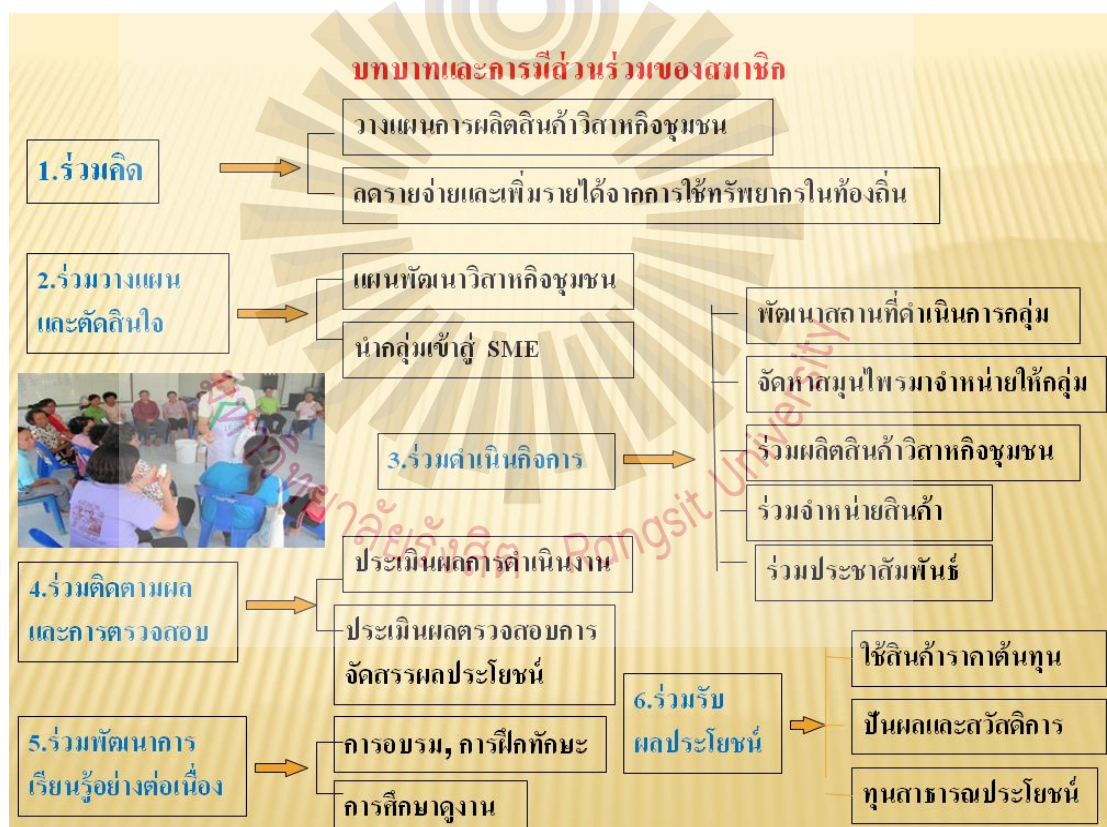 บทบาทและการมีส่วนร่วมของสมาชิก
1.ร่วมคิด
วางแผนการผลิตสินค้าวิสาหกิจชุมชน
ลดรายจ่ายและเพิ่มรายได้จากการใช้ทรัพยากรในท้องถิ่น
2.ร่วมวางแผน
และตัดสินใจ
แผนพัฒนาวิสาหกิจชุมชน
นำกลุ่มเข้าสู่ SME
3.ร่วมดำเนินกิจการ
พัฒนาสถานที่ดำเนินการกลุ่ม
จัดหาสมุนไพรมาจำหน่ายให้กลุ่ม
ร่วมผลิตสินค้าวิสาหกิจชุมชน
ร่วมจำหน่ายสินค้า
ร่วมประชาสัมพันธ์
4.ร่วมติดตามผล
และการตรวจสอบ
ประเมินผลการดำเนินงาน
ประเมินผลตรวจสอบการ
จัดสรรผลประโยชน์
5.ร่วมพัฒนาการ
เรียนรู้อย่างต่อเนื่อง
การอบรม, การฝึกทักษะ
การศึกษาดูงาน
6.ร่วมรับ
ผลประโยชน์
ใช้สินค้าราคาต้นทุน
ปันผลและสวัสดิการ
ทุนสาธารณประโยชน์
มหาวิทยาลัยรังสิต Rangsit University